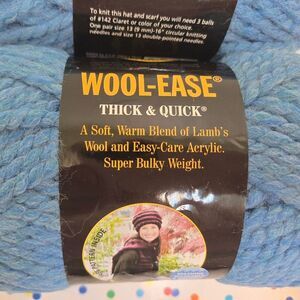 To knit this hat and scarf you will need 3 balls
of #142 Claret or color of your choice.
One pair size 13 (9 mm)-16" circular knitting
needles and size 13 double-pointed needles.
WOOL-EASE®
THICK & QUICK®
A Soft, Warm Blend of Lamb's
Wool and Easy-Care Acrylic.
Super Bulky Weight.
PATTERN INSIDE